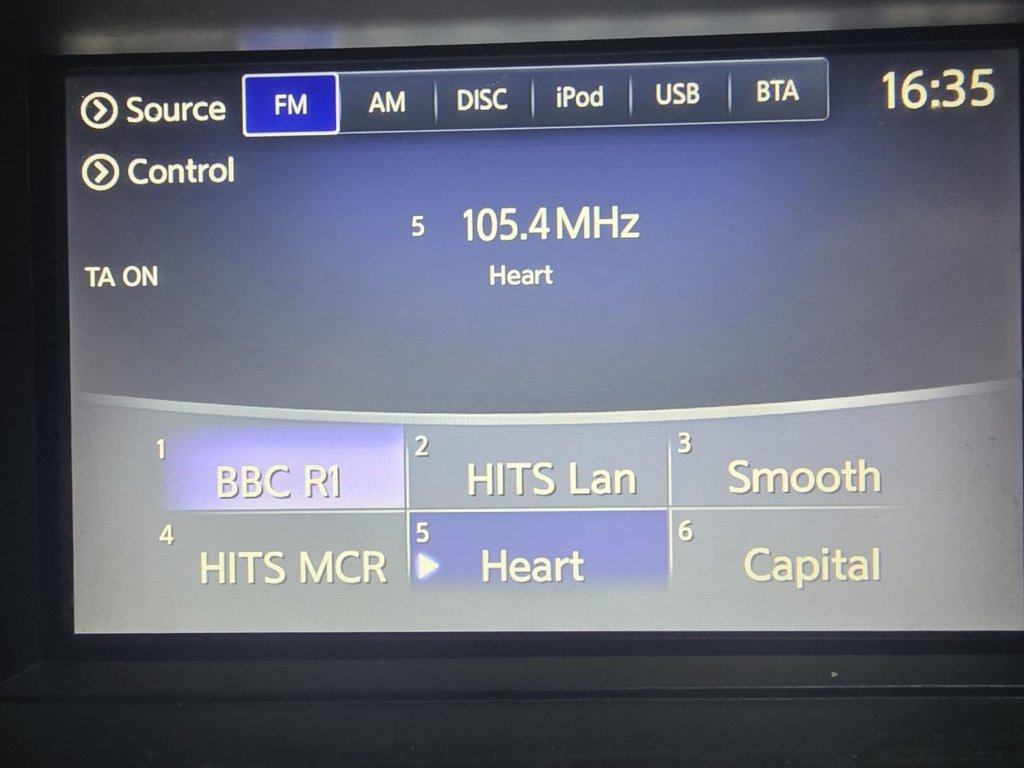 Source FM AM DISC iPod USB BTA 16:35
Control
5 105.4 MHz
TA ON Heart
1 BBC R1 2 HITS Lan 3 Smooth
4 HITS MCR 5 Heart 6 Capital